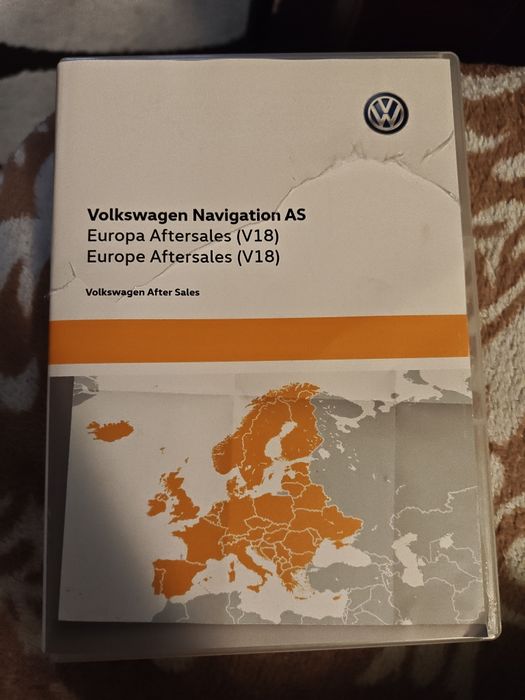 Volkswagen Navigation AS
Europa Aftersales (V18)
Europe Aftersales (V18)
Volkswagen After Sales